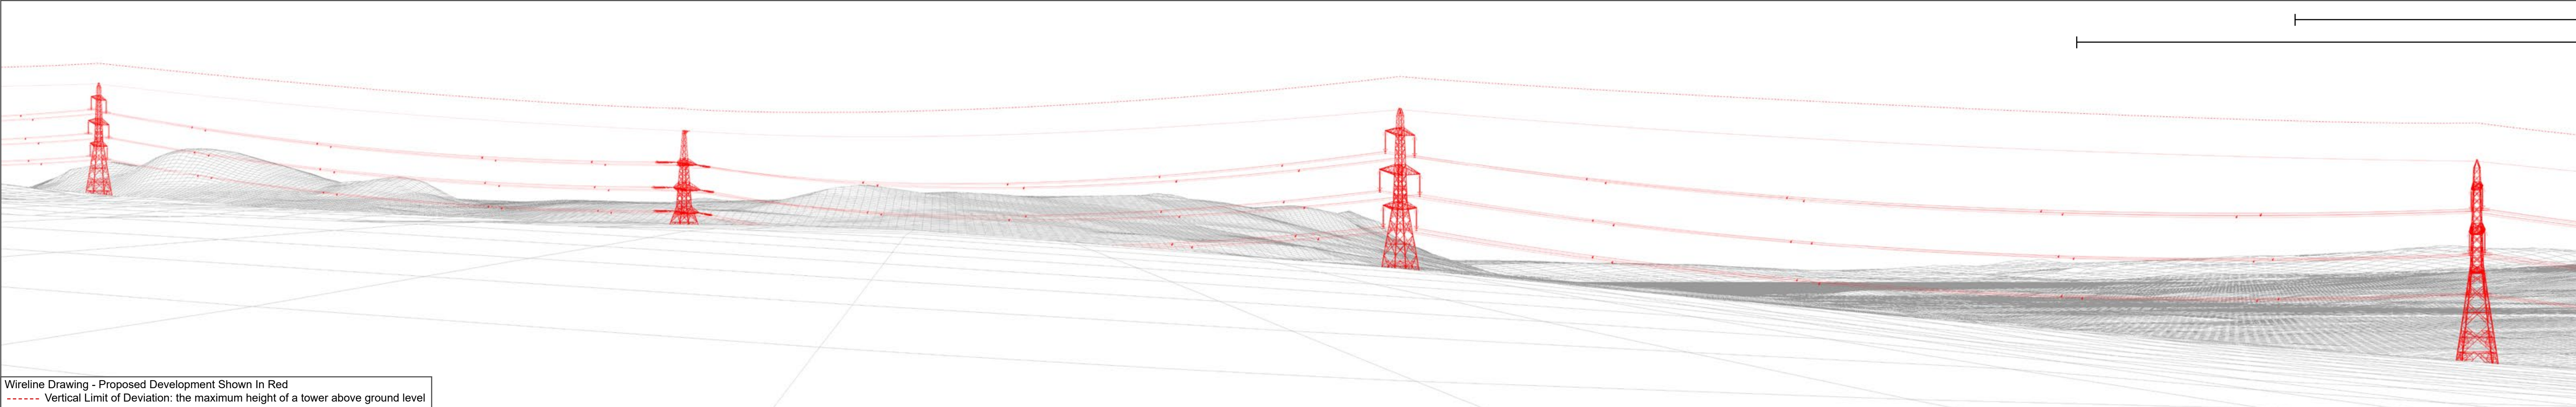 Wireline Drawing - Proposed Development Shown In Red
Vertical Limit of Deviation: the maximum height of a tower above ground level